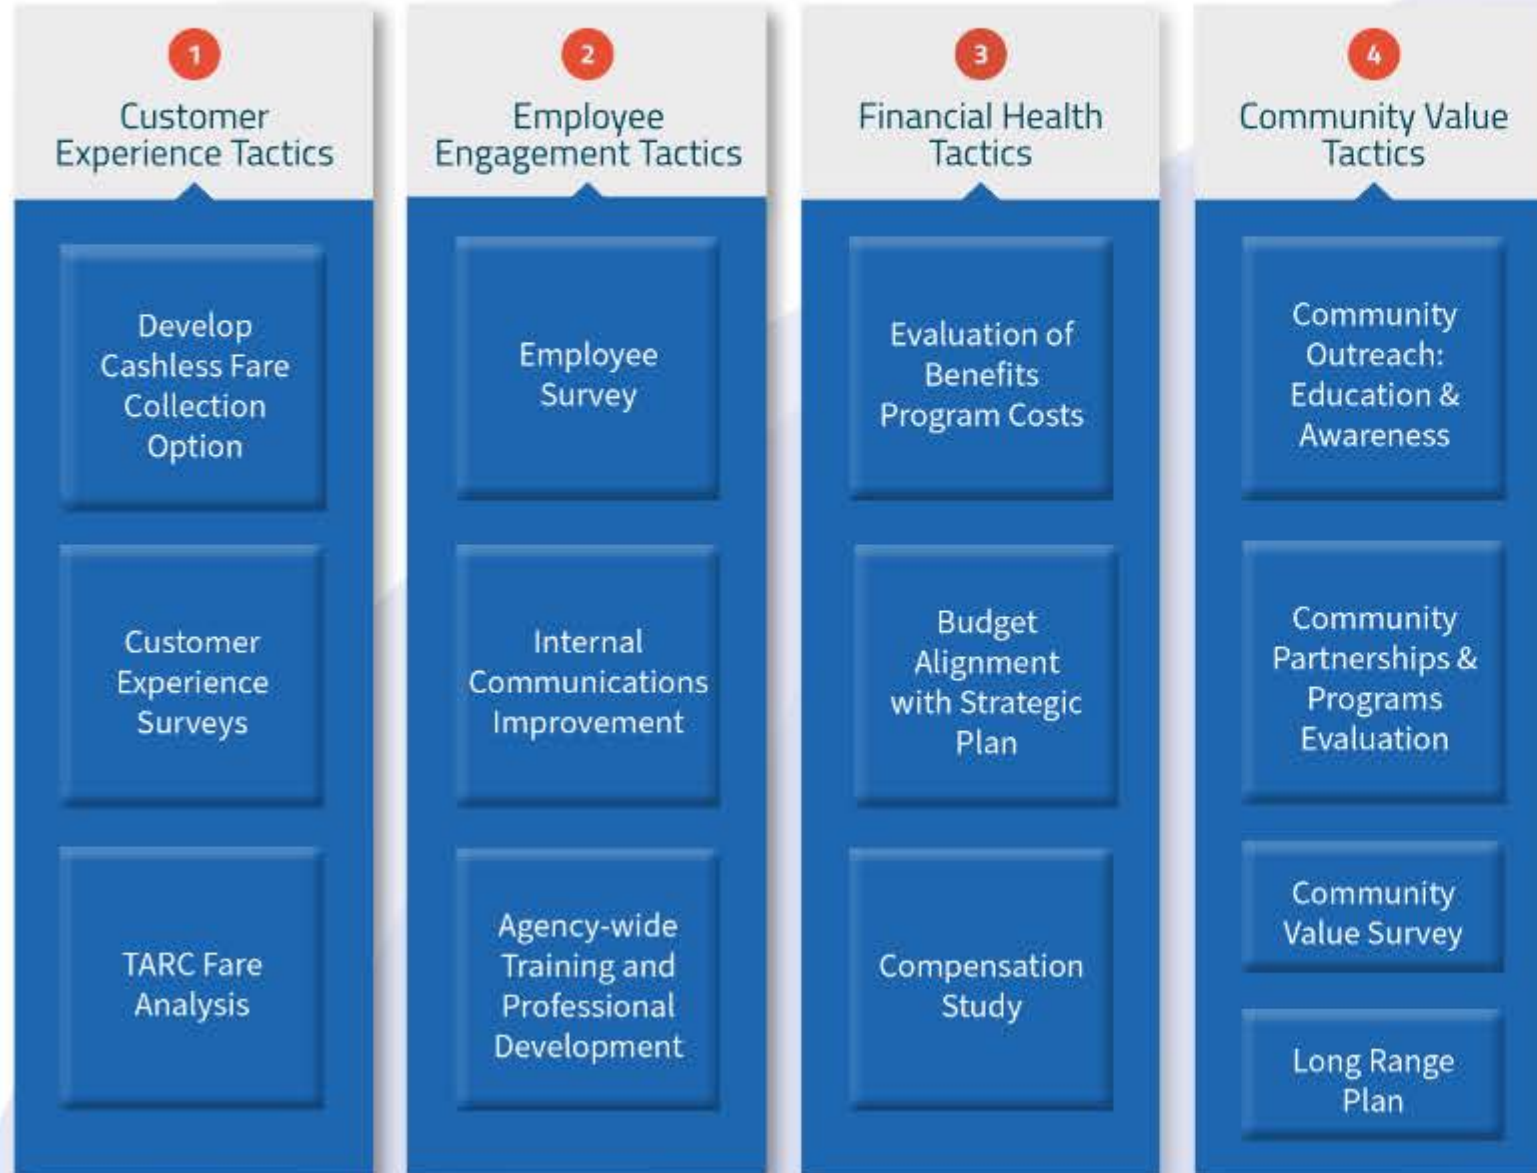 1
Customer
Experience Tactics
Develop
Cashless Fare
Collection
Option
Customer
Experience
Surveys
TARC Fare
Analysis
2
Employee
Engagement Tactics
Employee
Survey
Internal
Communications
Improvement
Agency-wide
Training and
Professional
Development
3
Financial Health
Tactics
Evaluation of
Benefits
Program Costs
Budget
Alignment
with Strategic
Plan
Compensation
Study
4
Community Value
Tactics
Community
Outreach:
Education &
Awareness
Community
Partnerships &
Programs
Evaluation
Community
Value Survey
Long Range
Plan